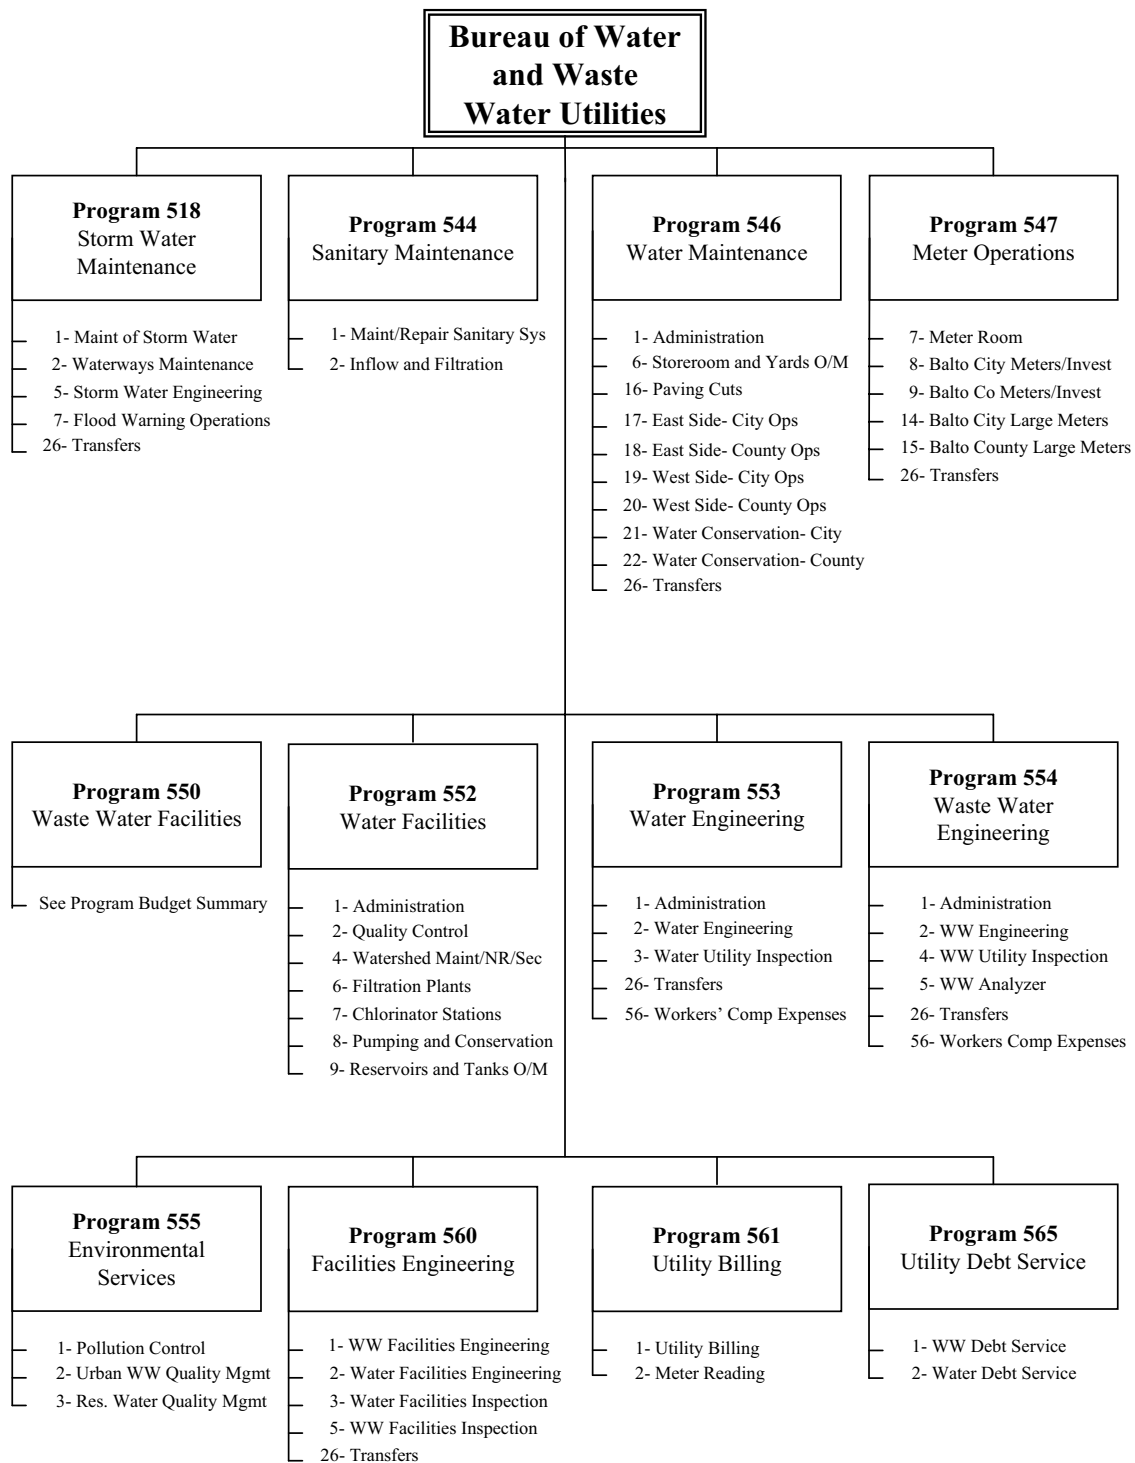 Bureau of Water
and Waste
Water Utilities
Program 518
Storm Water
Maintenance
1- Maint of Storm Water
2- Waterways Maintenance
5- Storm Water Engineering
7- Flood Warning Operations
26- Transfers
Program 544
Sanitary Maintenance
1- Maint/Repair Sanitary Sys
2- Inflow and Filtration
Program 546
Water Maintenance
1- Administration
6- Storeroom and Yards O/M
16- Paving Cuts
17- East Side- City Ops
18- East Side- County Ops
19- West Side- City Ops
20- West Side- County Ops
21- Water Conservation- City
22- Water Conservation- County
26- Transfers
Program 547
Meter Operations
7- Meter Room
8- Balto City Meters/Invest
9- Balto Co Meters/Invest
14- Balto City Large Meters
15- Balto County Large Meters
26- Transfers
Program 550
Waste Water Facilities
See Program Budget Summary
Program 552
Water Facilities
1- Administration
2- Quality Control
4- Watershed Maint/NR/Sec
6- Filtration Plants
7- Chlorinator Stations
8- Pumping and Conservation
9- Reservoirs and Tanks O/M
Program 553
Water Engineering
1- Administration
2- Water Engineering
3- Water Utility Inspection
26- Transfers
56- Workers’ Comp Expenses
Program 554
Waste Water
Engineering
1- Administration
2- WW Engineering
4- WW Utility Inspection
5- WW Analyzer
26- Transfers
56- Workers Comp Expenses
Program 555
Environmental
Services
1- Pollution Control
2- Urban WW Quality Mgmt
3- Res. Water Quality Mgmt
Program 560
Facilities Engineering
1- WW Facilities Engineering
2- Water Facilities Engineering
3- Water Facilities Inspection
5- WW Facilities Inspection
26- Transfers
Program 561
Utility Billing
1- Utility Billing
2- Meter Reading
Program 565
Utility Debt Service
1- WW Debt Service
2- Water Debt Service